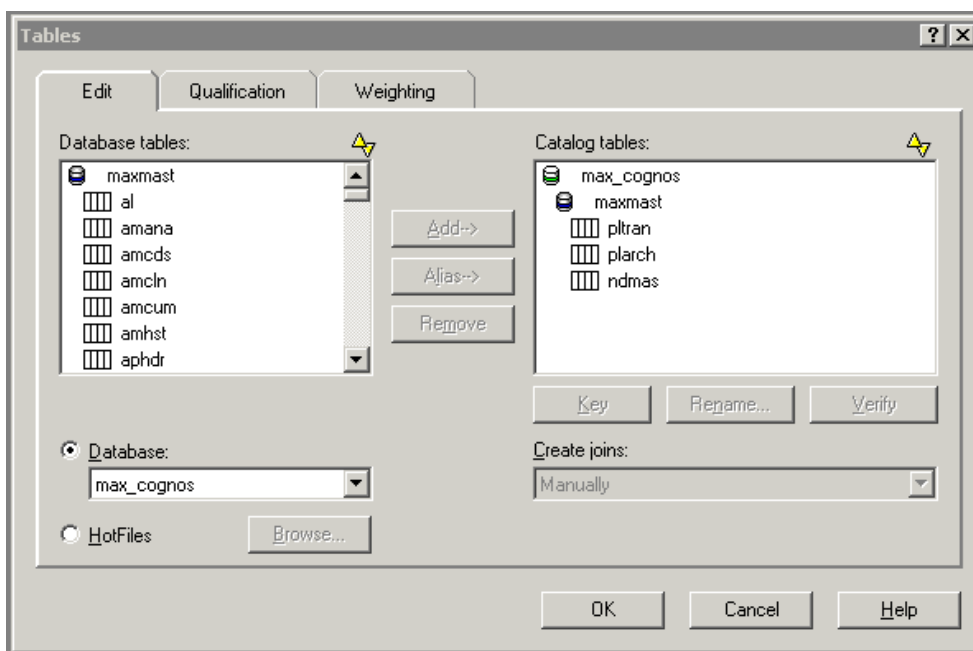 Tables
Edit
Qualification
Weighting
Database tables:
maxmast
al
amana
amcds
amcln
amcum
amhst
aphdr
Add-->
Alias-->
Remove
Catalog tables:
max_cognos
maxmast
pltran
plarch
ndmas
Key
Rename...
Verify
Database:
max_cognos
HotFiles
Browse...
Create joins:
Manually
OK
Cancel
Help